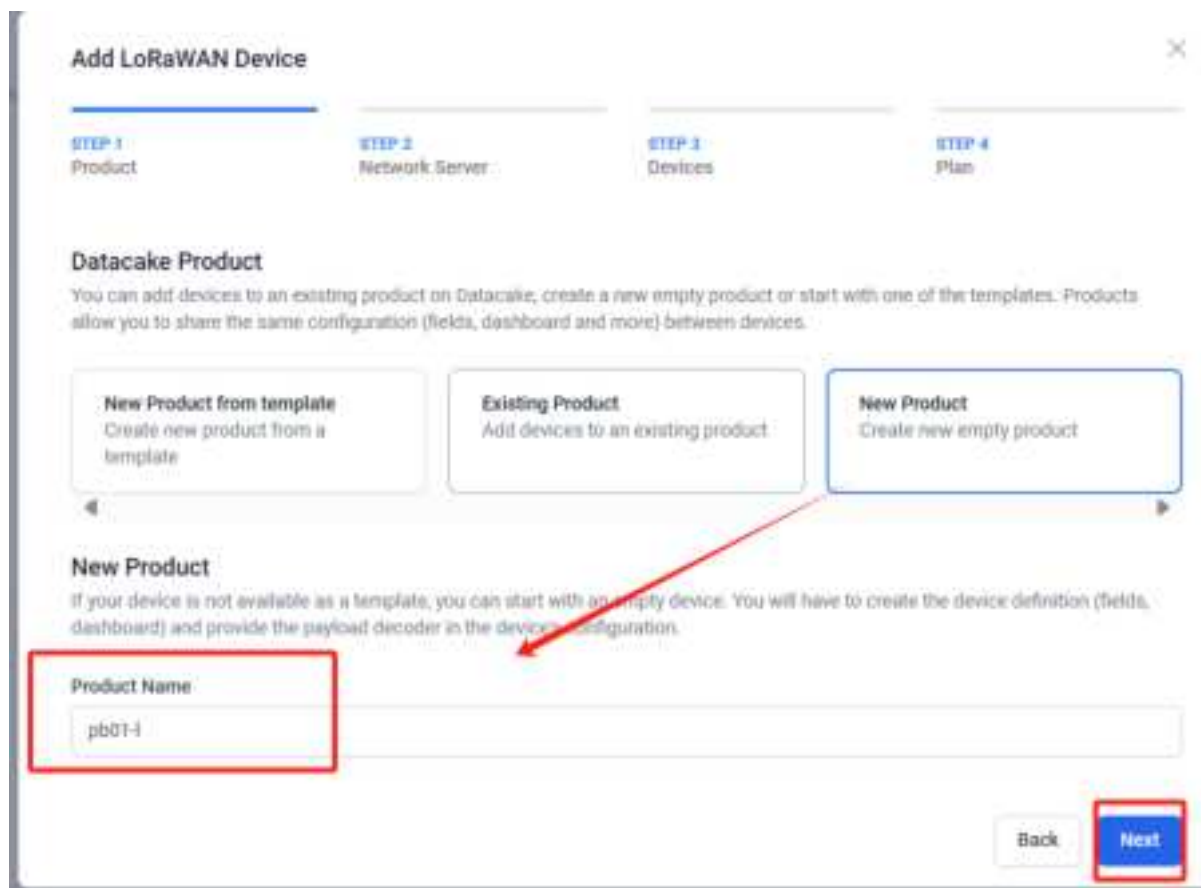 Add LoRaWAN Device
STEP 1
Product
STEP 2
Network Server
STEP 3
Devices
STEP 4
Plan
Datacake Product
You can add devices to an existing product on Datacake, create a new empty product or start with one of the templates. Products
allow you to share the same configuration (fields, dashboard and more) between devices.
New Product from template
Create new product from a
template
Existing Product
Add devices to an existing product
New Product
Create new empty product
New Product
If your device is not available as a template, you can start with an empty device. You will have to create the device definition (fields,
dashboard) and provide the payload decoder in the device's configuration.
Product Name
pb01-l
Back
Next